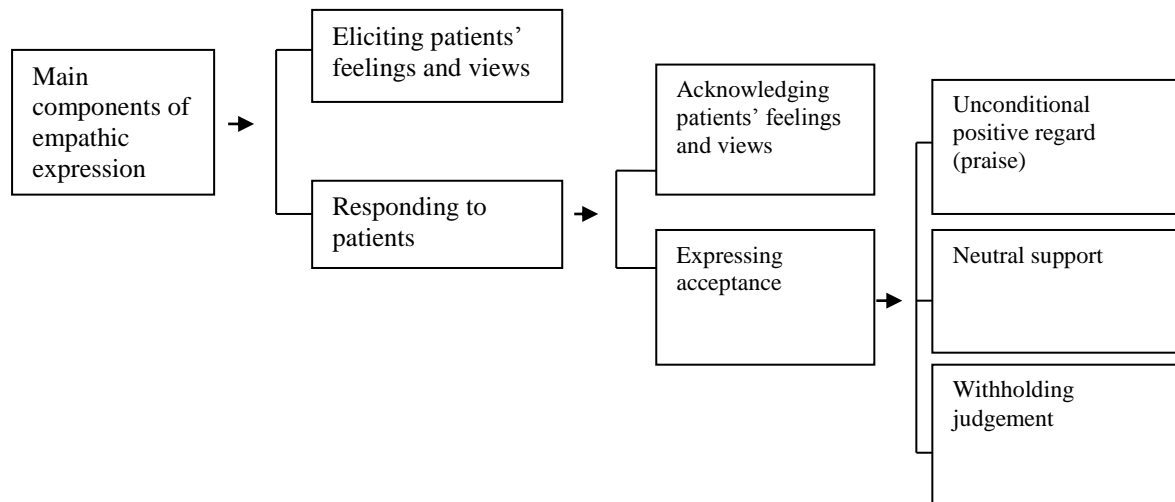 Main
components of
empathic
expression
Eliciting patients’
feelings and views
Responding to
patients
Acknowledging
patients’ feelings
and views
Expressing
acceptance
Unconditional
positive regard
(praise)
Neutral support
Withholding
judgement